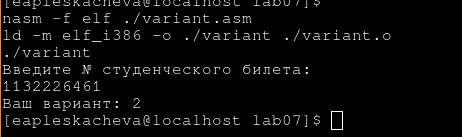 [eapleskacheva@localhost lab07]$
nasm -f elf ./variant.asm
ld -m elf_i386 -o ./variant ./variant.o
./variant
Введите № студенческого билета:
1132226461
Ваш вариант: 2
[eapleskacheva@localhost lab07]$